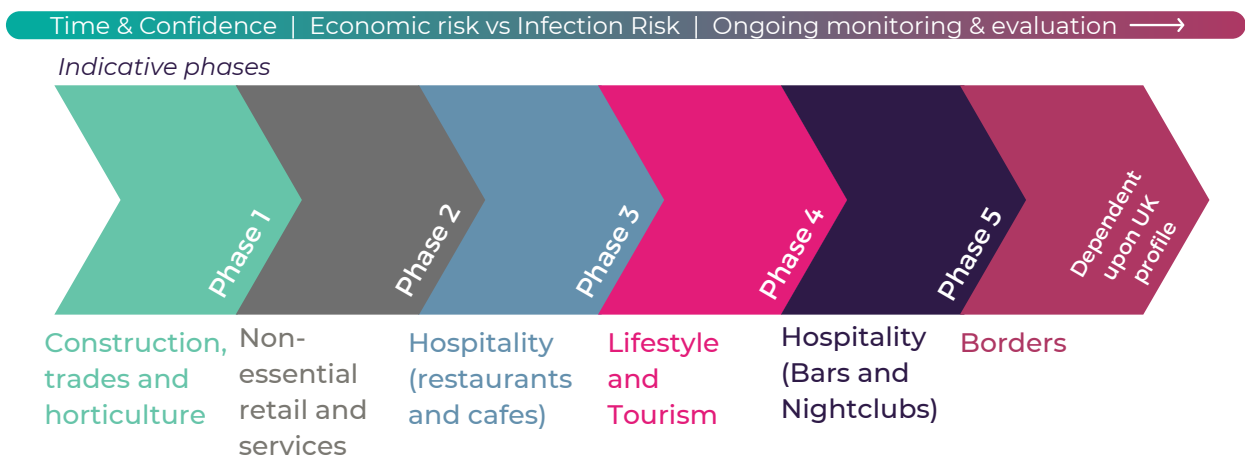 Time & Confidence | Economic risk vs Infection Risk | Ongoing monitoring & evaluation →
Indicative phases
Phase 1
Phase 2
Phase 3
Phase 4
Phase 5
Dependent
upon UK
profile
Construction,
trades and
horticulture
Non-
essential
retail and
services
Hospitality
(restaurants
and cafes)
Lifestyle
and
Tourism
Hospitality
(Bars and
Nightclubs)
Borders